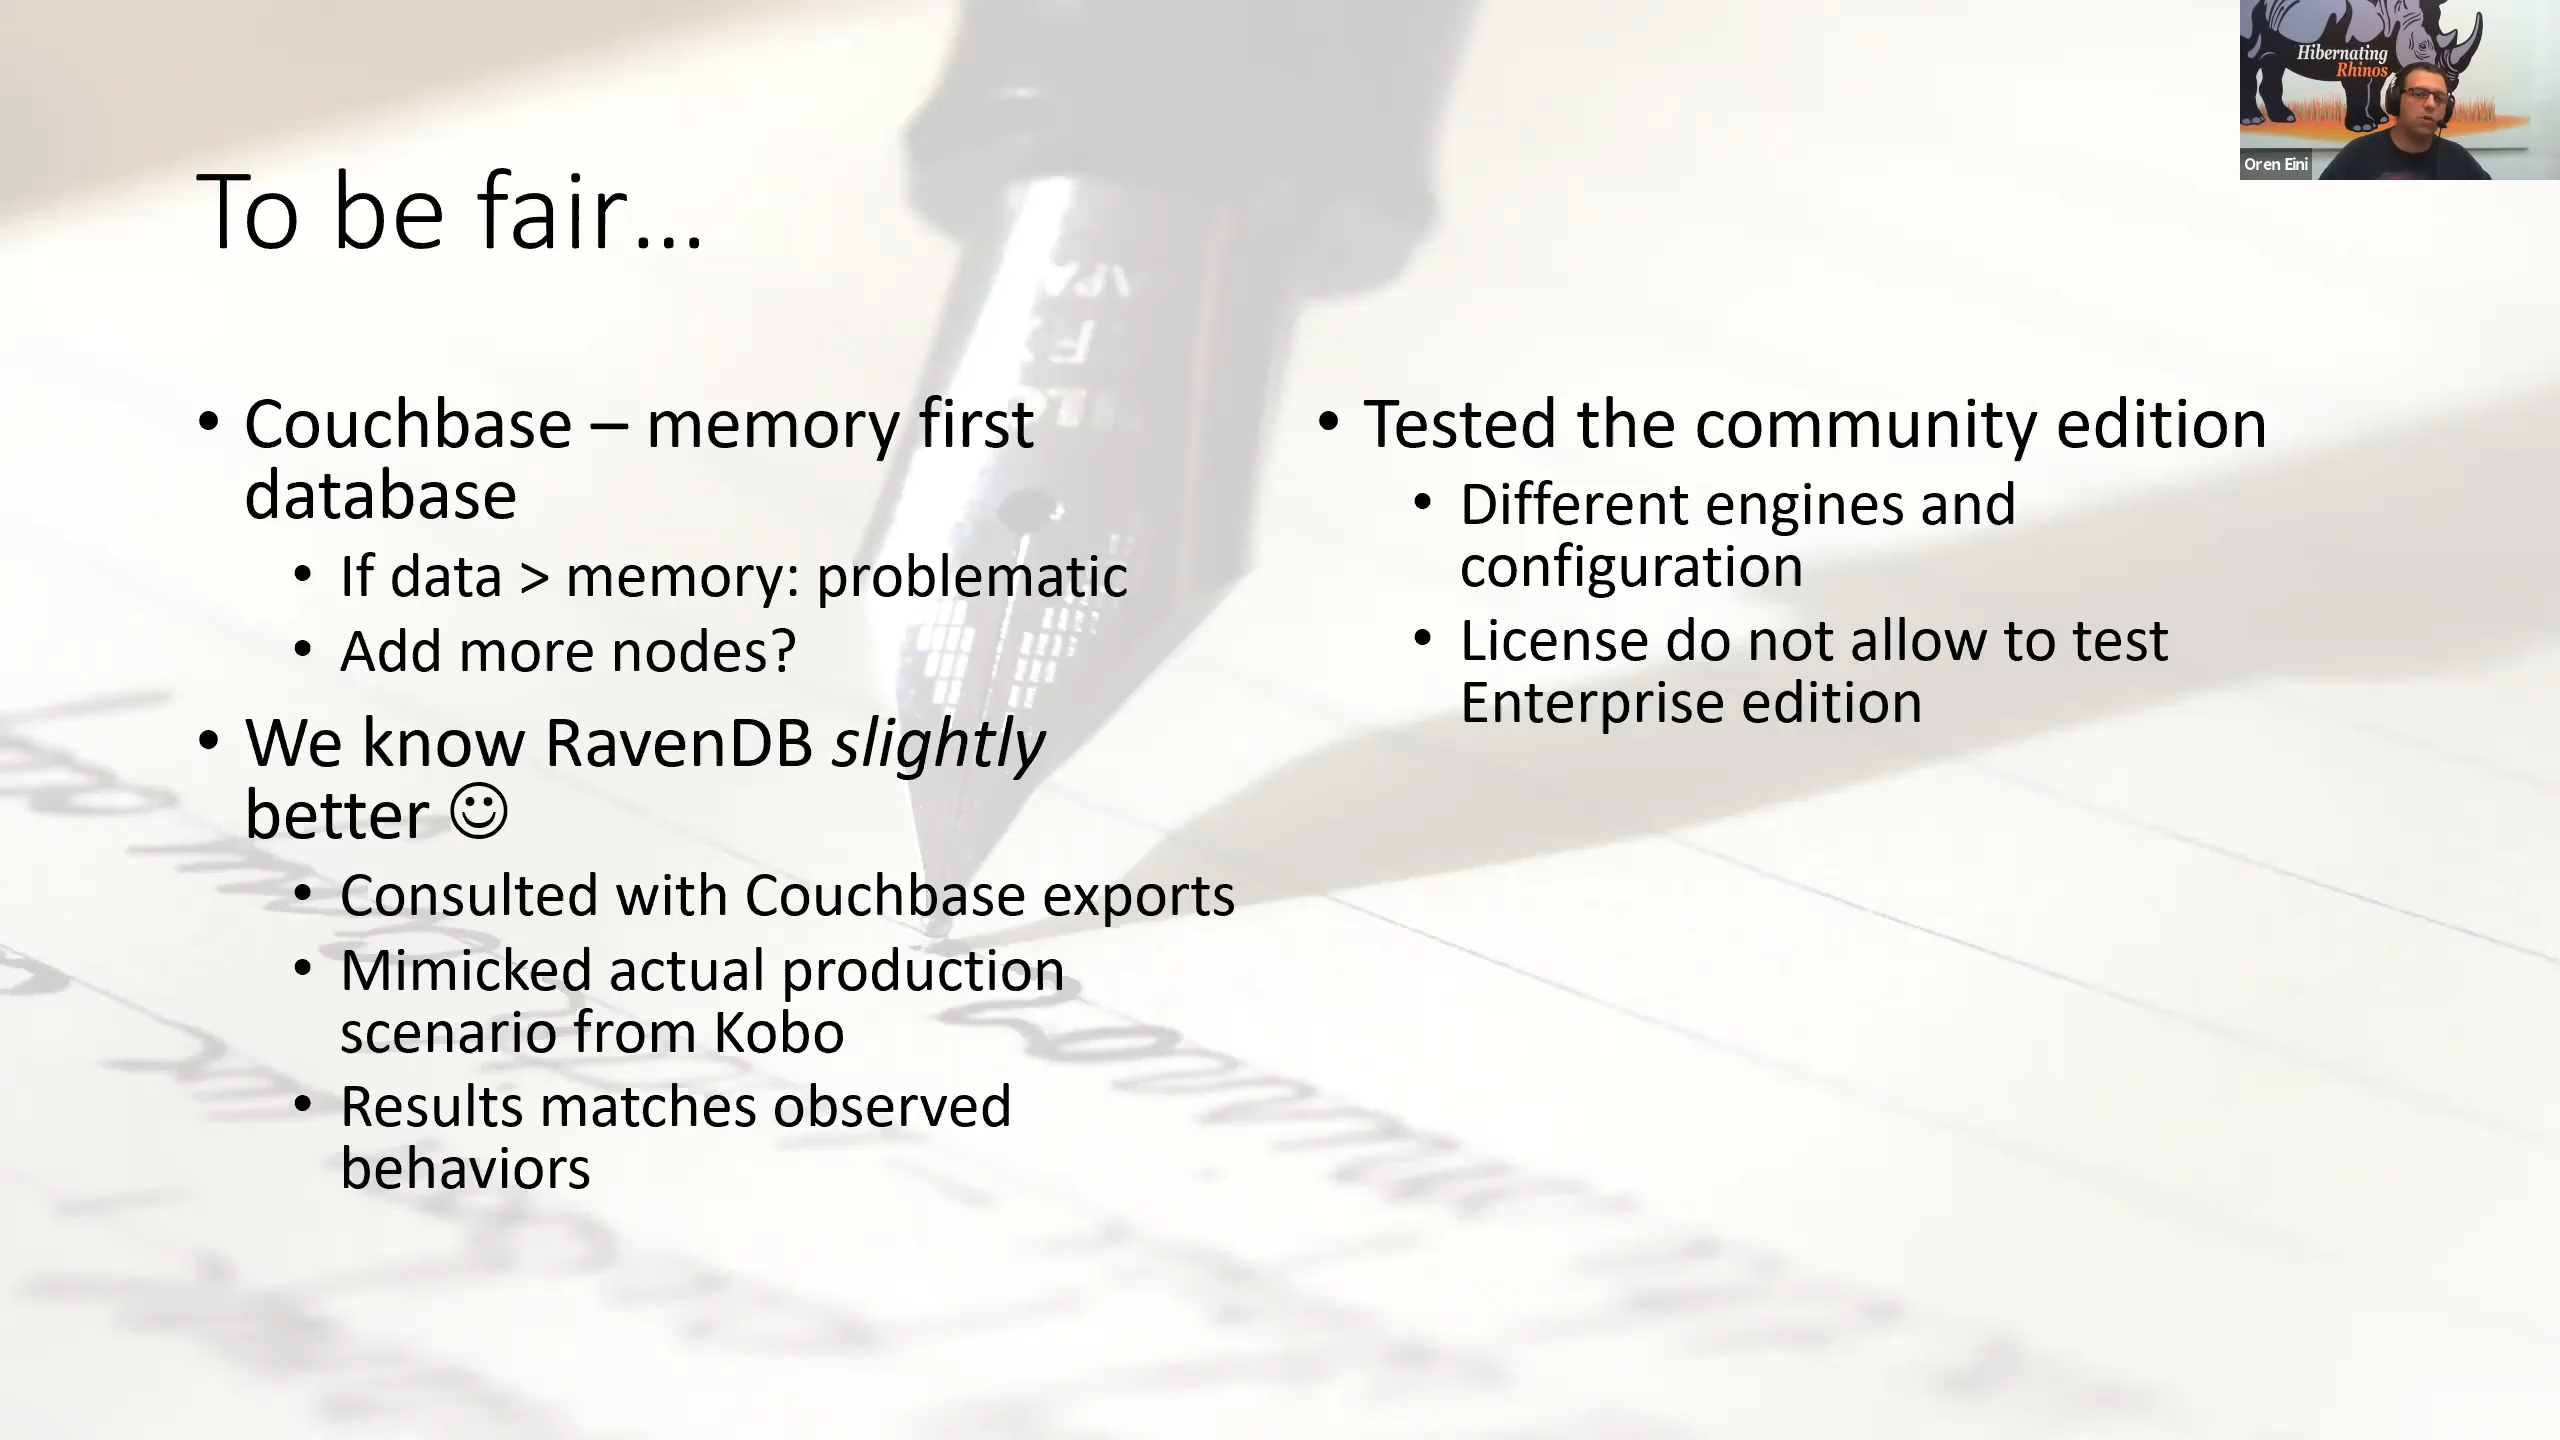 To be fair...
• Couchbase – memory first
database
• If data > memory: problematic
• Add more nodes?
• We know RavenDB slightly
better ☺
• Consulted with Couchbase exports
• Mimicked actual production
scenario from Kobo
• Results matches observed
behaviors
• Tested the community edition
• Different engines and
configuration
• License do not allow to test
Enterprise edition
Hibernating
Rhinos
Oren Eini